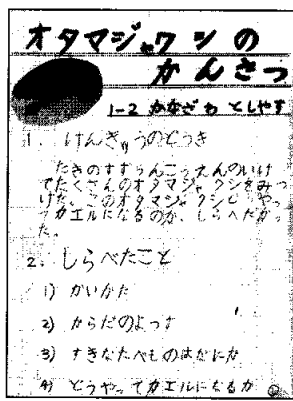 オタマジャクシの
かんさつ
1-2 かなざわ としやす
1. けんきゅうのどうき
たきのすずうんこうえんのいけ
でたくさんのオタマジャクシをみつ
けた。このオタマジャクシ
カエルになるのか、しらべたかっ
た。
2. しらべたこと
1) かいかた
2) からだのようす
3) すきなたべものはなにか
4) どうやってカエルになるか